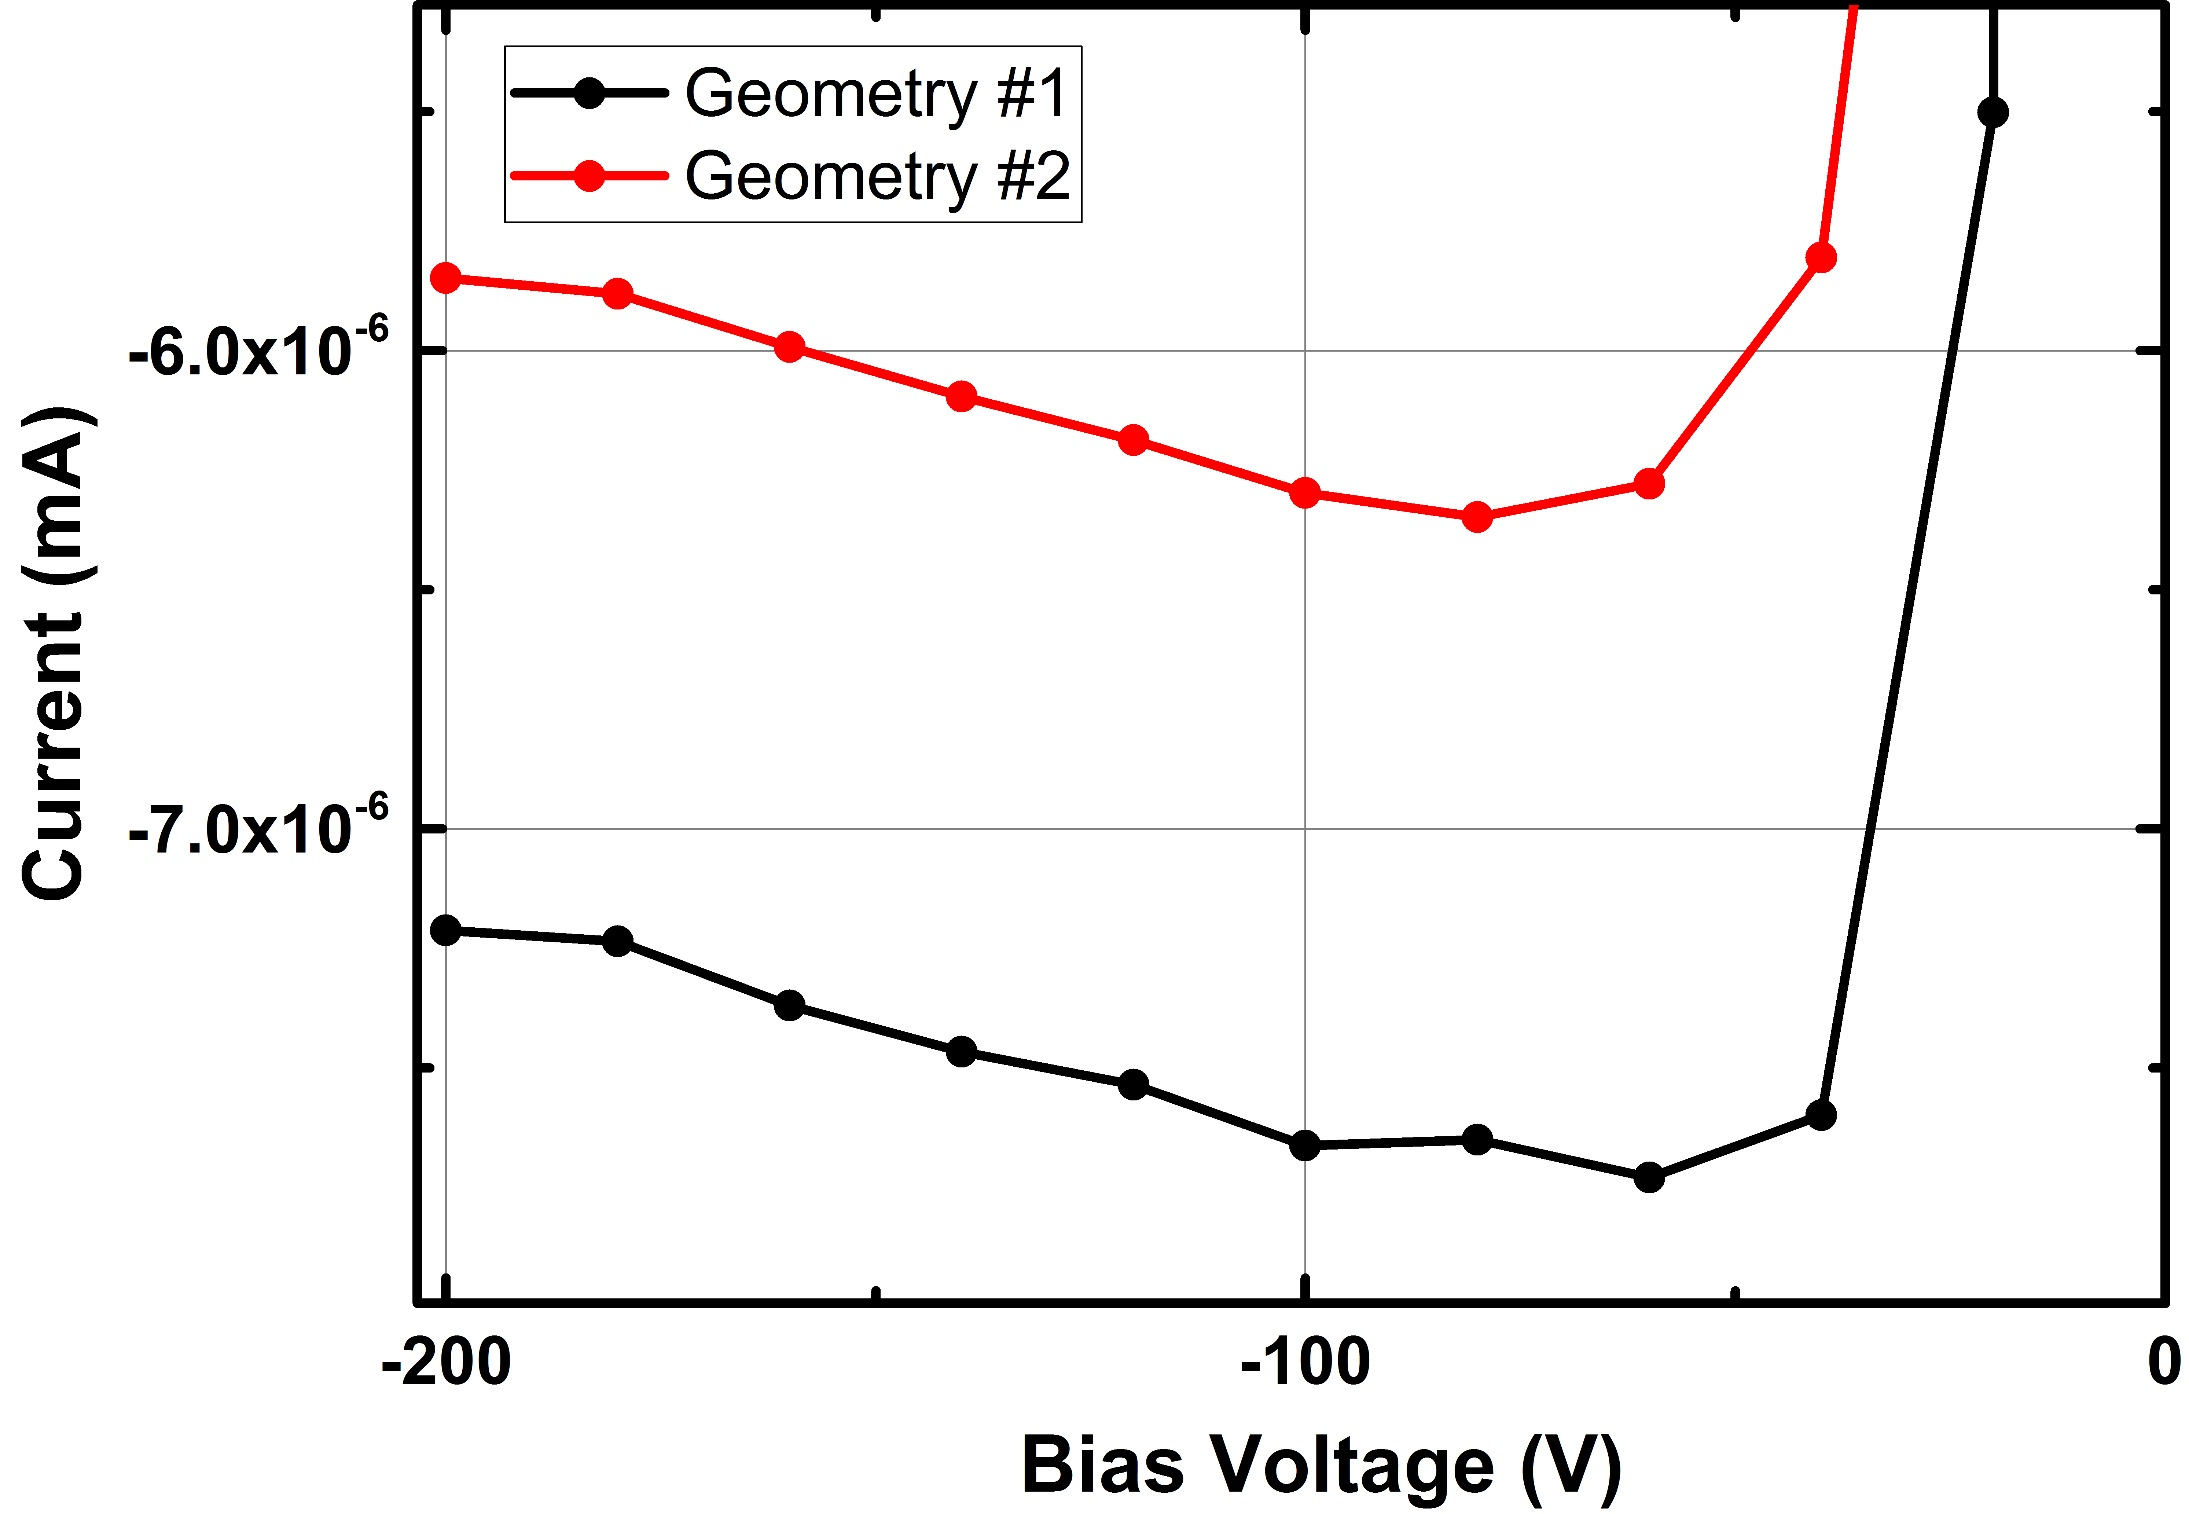 Geometry #1
Geometry #2
-6.0x10⁻⁶
-7.0x10⁻⁶
Current (mA)
-200
-100
0
Bias Voltage (V)